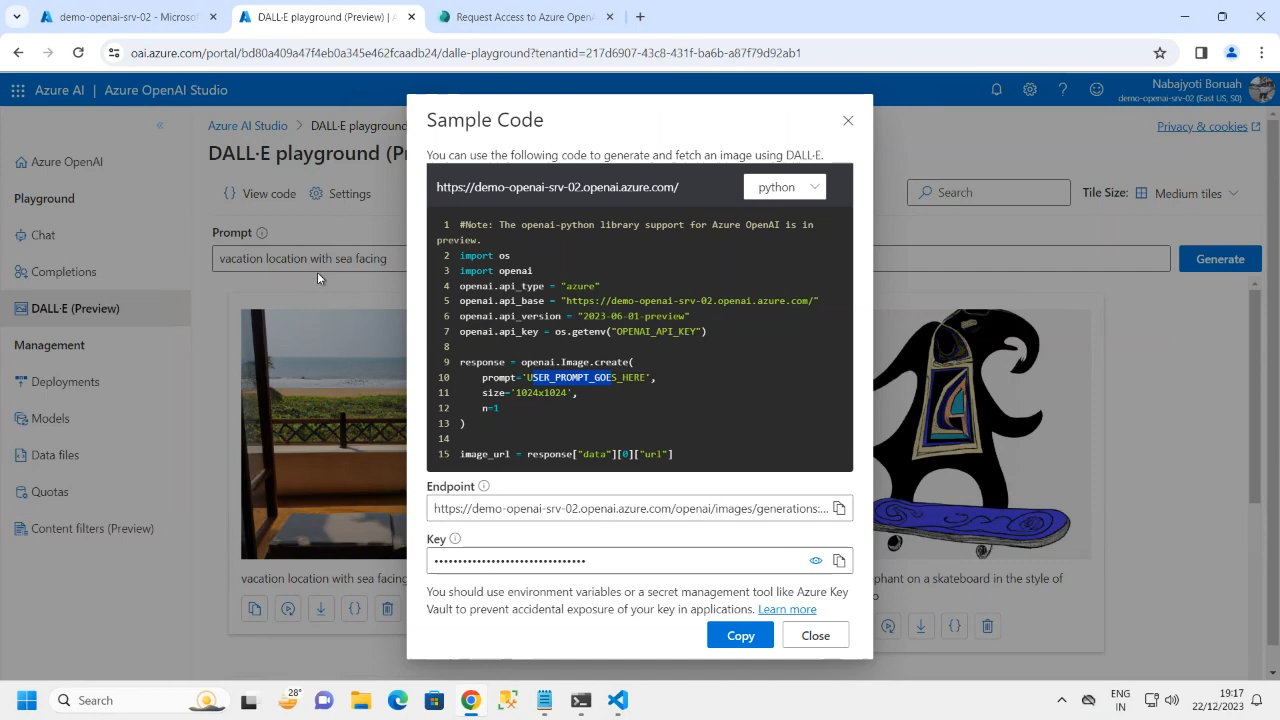 demo-openai-srv-02 - Microsof
DALL·E playground (Preview) | A
Request Access to Azure Open
oai.azure.com/portal/bd80a409a47f4eb0a345e462fcaadb24/dalle-playground?tenantid=217d6907-43c8-431f-ba6b-a87f79d92ab1
Azure AI | Azure OpenAI Studio
Nabajyoti Boruah
demo-openai-srv-02 (East US, S0)
Azure AI Studio > DALL·E playground
Privacy & cookies
DALL·E playground (P
View code
Settings
Search
Tile Size:
Medium tiles
Prompt
vacation location with sea facing
Generate
Azure OpenAI
Playground
Chat
Completions
DALL·E (Preview)
Management
Deployments
Models
Data files
Quotas
Content filters (Preview)
vacation location with sea facing
phant on a skateboard in the style of
o
Sample Code
You can use the following code to generate and fetch an image using DALL·E.
https://demo-openai-srv-02.openai.azure.com/
python
1 #Note: The openai-python library support for Azure OpenAI is in
preview.
2 import os
3 import openai
4 openai.api_type = "azure"
5 openai.api_base = "https://demo-openai-srv-02.openai.azure.com/"
6 openai.api_version = "2023-06-01-preview"
7 openai.api_key = os.getenv("OPENAI_API_KEY")
8
9 response = openai.Image.create(
10 prompt='USER_PROMPT_GOES_HERE',
11 size='1024x1024',
12 n=1
13 )
14
15 image_url = response["data"][0]["url"]
Endpoint
https://demo-openai-srv-02.openai.azure.com/openai/images/generations:...
Key
You should use environment variables or a secret management tool like Azure Key
Vault to prevent accidental exposure of your key in applications. Learn more
Copy
Close
Search
28°
ENG
IN
19:17
22/12/2023